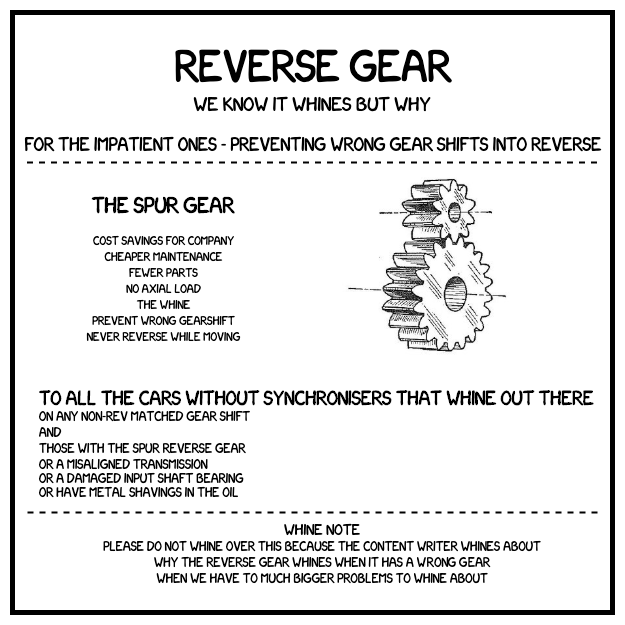 REVERSE GEAR
WE KNOW IT WHINES BUT WHY
FOR THE IMPATIENT ONES - PREVENTING WRONG GEAR SHIFTS INTO REVERSE
THE SPUR GEAR
COST SAVINGS FOR COMPANY
CHEAPER MAINTENANCE
FEWER PARTS
NO AXIAL LOAD
THE WHINE
PREVENT WRONG GEARSHIFT
NEVER REVERSE WHILE MOVING
TO ALL THE CARS WITHOUT SYNCHRONISERS THAT WHINE OUT THERE
ON ANY NON-REV MATCHED GEAR SHIFT
AND
THOSE WITH THE SPUR REVERSE GEAR
OR A MISALIGNED TRANSMISSION
OR A DAMAGED INPUT SHAFT BEARING
OR HAVE METAL SHAVINGS IN THE OIL
WHINE NOTE
PLEASE DO NOT WHINE OVER THIS BECAUSE THE CONTENT WRITER WHINES ABOUT
WHY THE REVERSE GEAR WHINES WHEN IT HAS A WRONG GEAR
WHEN WE HAVE TO MUCH BIGGER PROBLEMS TO WHINE ABOUT